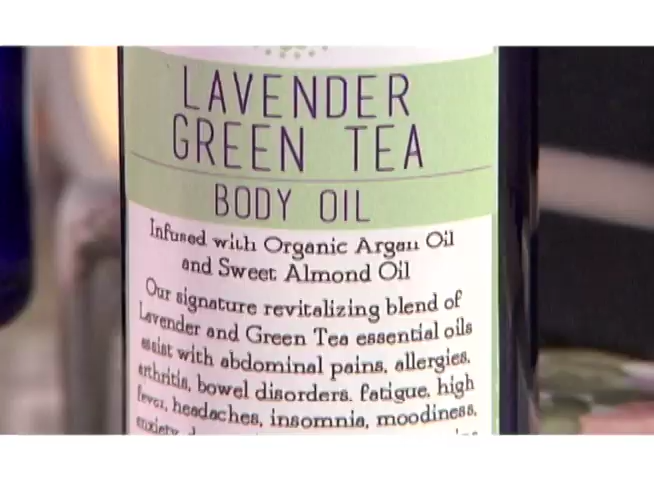 LAVENDER
GREEN TEA
BODY OIL
Infused with Organic Argan Oil
and Sweet Almond Oil
Our signature revitalizing blend of
Lavender and Green Tea essential oils
assist with abdominal pains, allergies,
arthritis, bowel disorders, fatigue, high
fever, headaches, insomnia, moodiness,
anxiety,